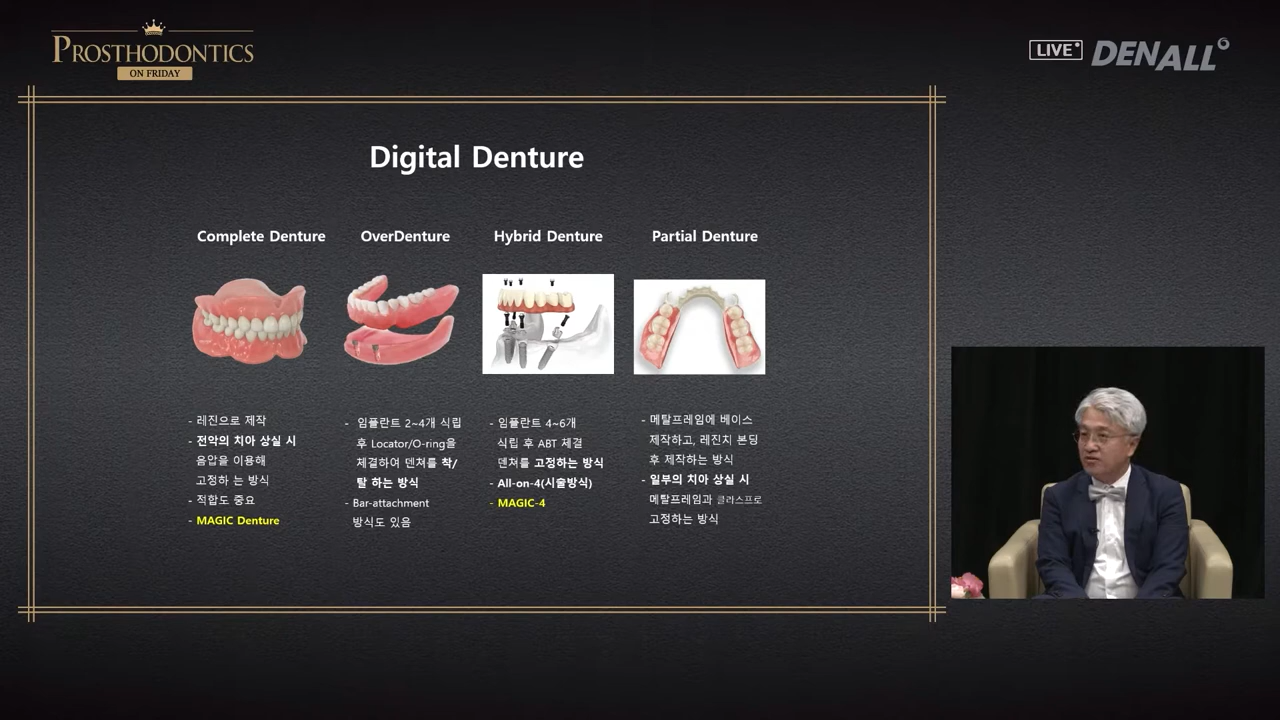 PROSTHODONTICS
ON FRIDAY
LIVE
DENALL
Digital Denture
Complete Denture
- 레진으로 제작
- 전악의 치아 상실 시
음압을 이용해
고정하 는 방식
- 적합도 중요
- MAGIC Denture
OverDenture
- 임플란트 2~4개 식립
후 Locator/O-ring을
체결하여 덴쳐를 착/
탈 하는 방식
- Bar-attachment
방식도 있음
Hybrid Denture
- 임플란트 4~6개
식립 후 ABT 체결
덴쳐를 고정하는 방식
- All-on-4(시술방식)
- MAGIC-4
Partial Denture
- 메탈프레임에 베이스
제작하고, 레진치 본딩
후 제작하는 방식
- 일부의 치아 상실 시
메탈프레임과 클라스프로
고정하는 방식